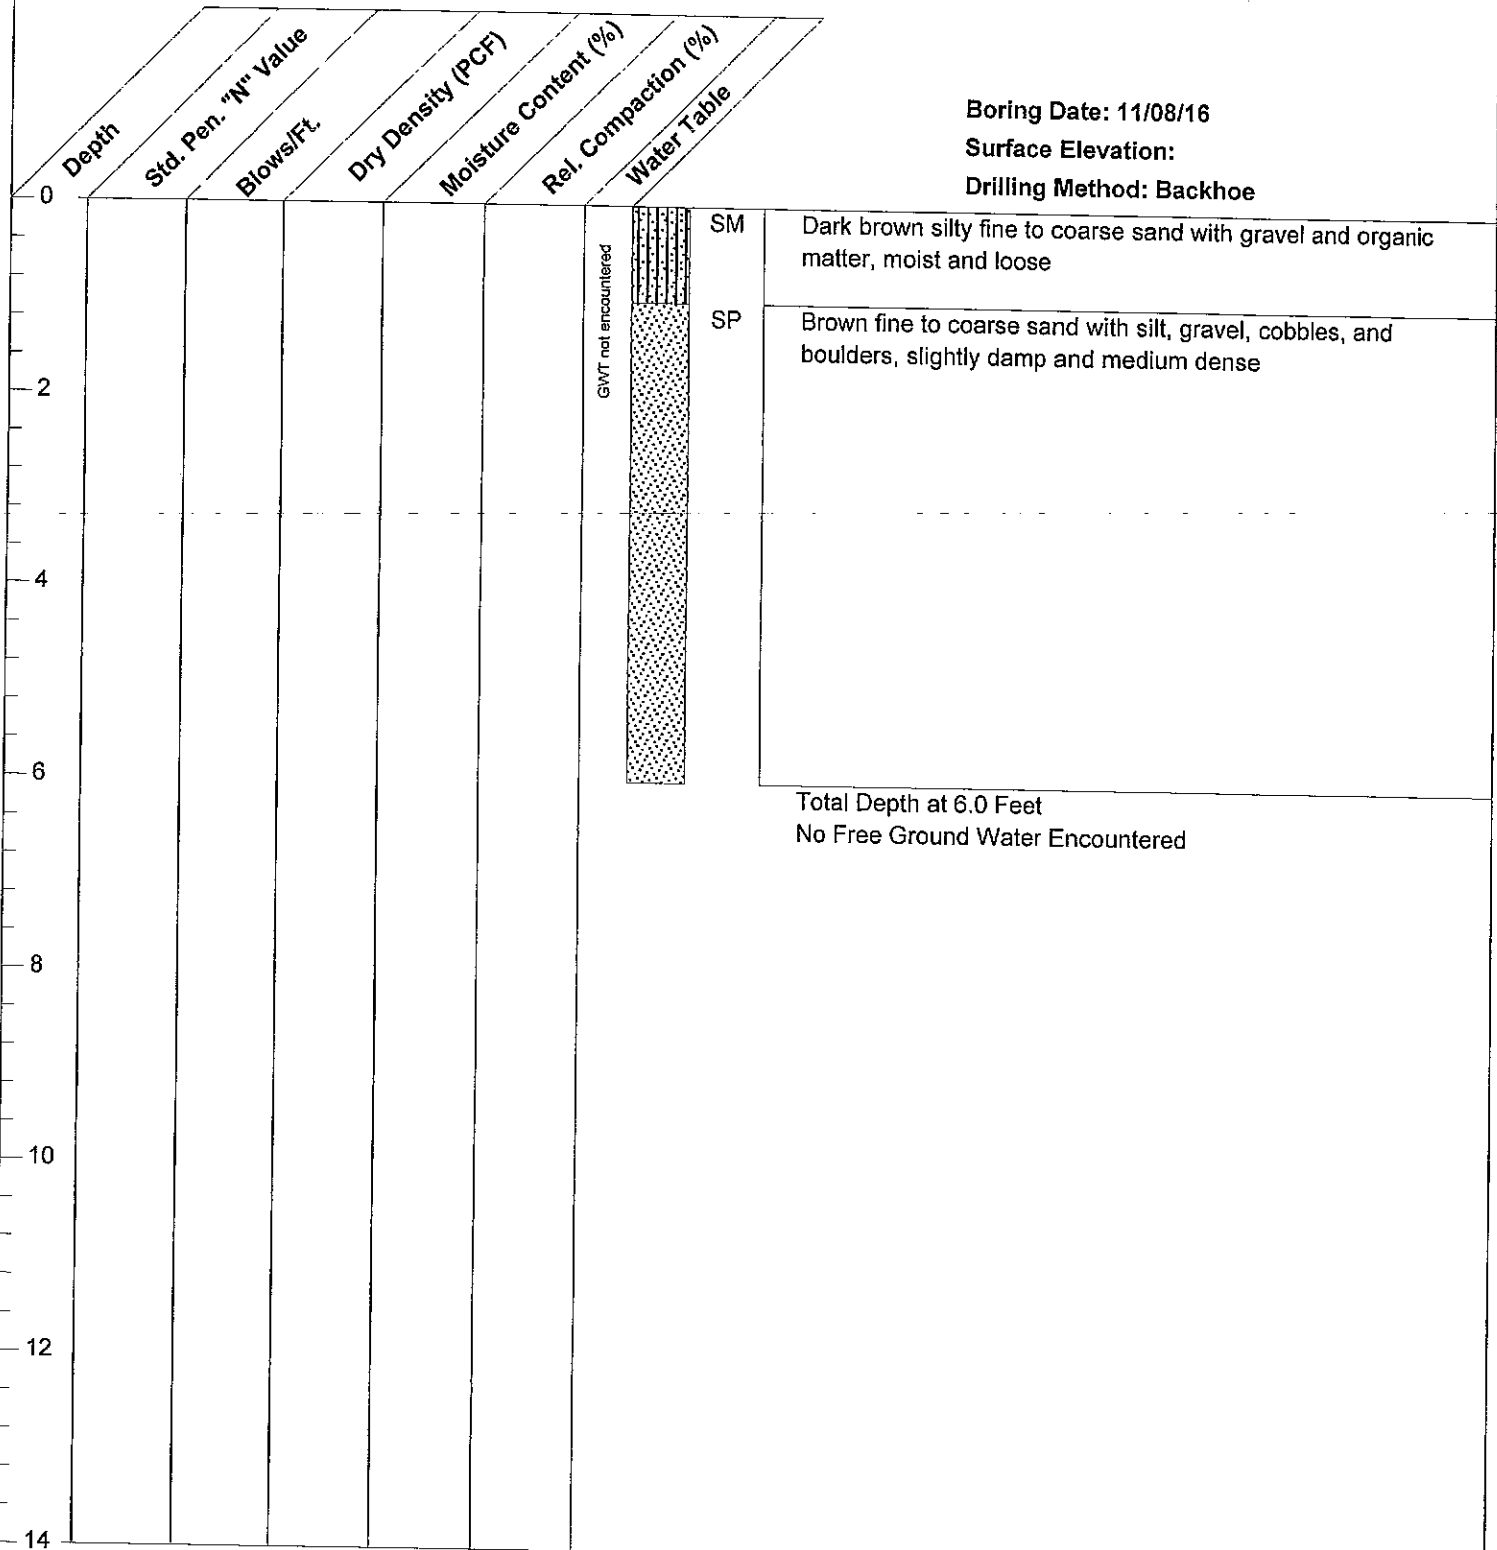 Depth
Std. Pen. "N" Value
Blows/Ft.
Dry Density (PCF)
Moisture Content (%)
Rel. Compaction (%)
Water Table
Boring Date: 11/08/16
Surface Elevation:
Drilling Method: Backhoe
0
GWT not encountered
SM
Dark brown silty fine to coarse sand with gravel and organic
matter, moist and loose
SP
Brown fine to coarse sand with silt, gravel, cobbles, and
boulders, slightly damp and medium dense
2
4
6
Total Depth at 6.0 Feet
No Free Ground Water Encountered
8
10
12
14